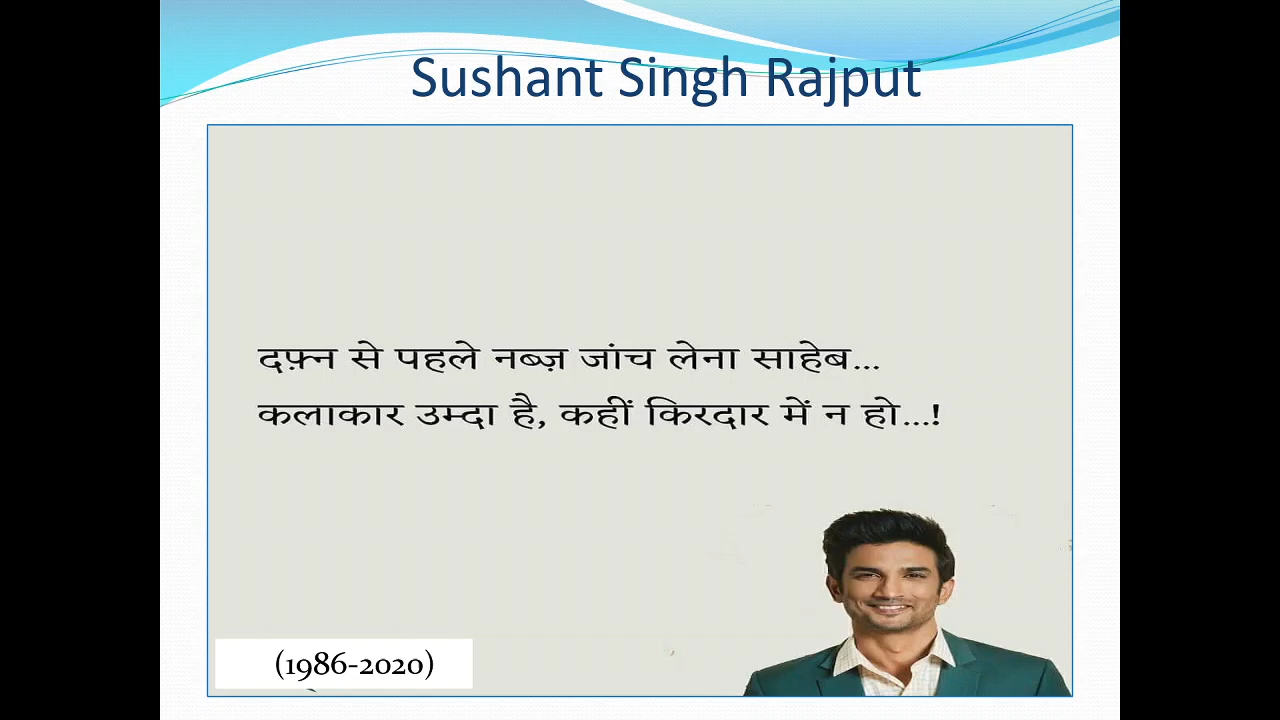 Sushant Singh Rajput
दफ़्न से पहले नब्ज़ जांच लेना साहेब...
कलाकार उम्दा है, कहीं किरदार में न हो...!
(1986-2020)